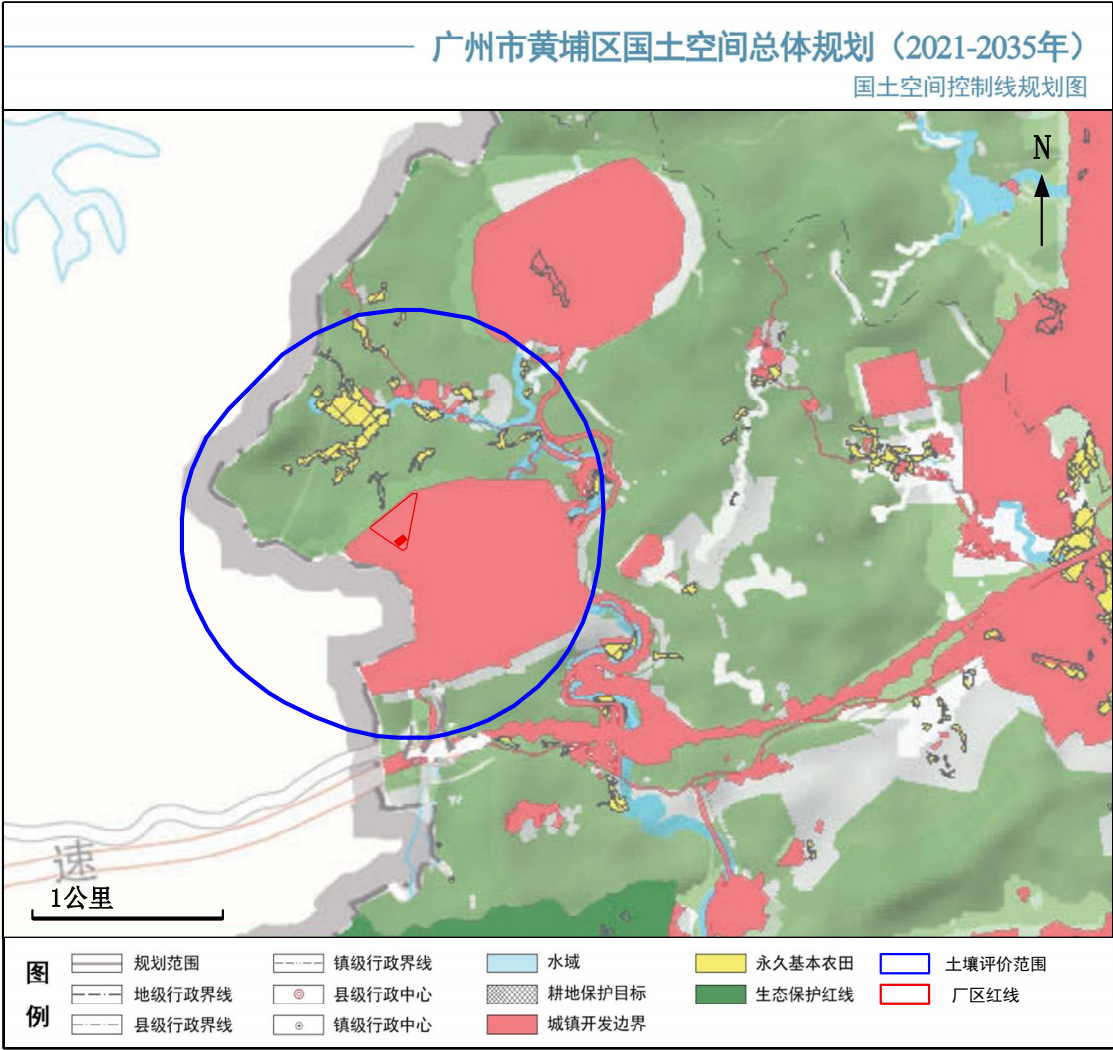 广州市黄埔区国土空间总体规划（2021-2035年）
国土空间控制线规划图
N
速
1公里
图例
规划范围
地级行政界线
县级行政界线
镇级行政界线
县级行政中心
镇级行政中心
水域
耕地保护目标
城镇开发边界
永久基本农田
生态保护红线
土壤评价范围
厂区红线